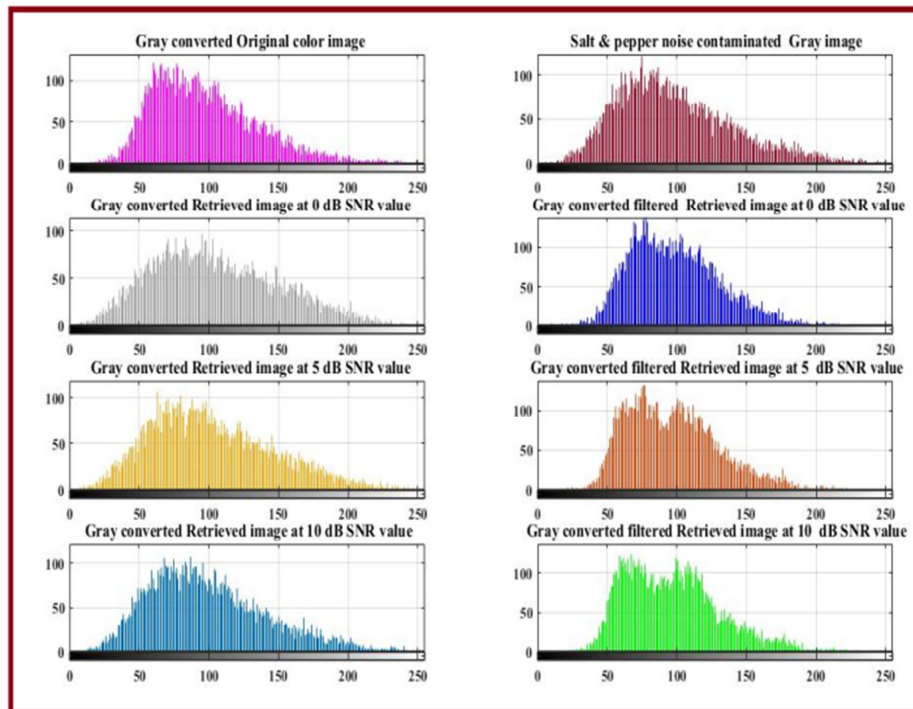 Gray converted Original color image
100
50
0
0 50 100 150 200 250
Salt & pepper noise contaminated Gray image
100
50
0
0 50 100 150 200 250
Gray converted Retrieved image at 0 dB SNR value
100
50
0
0 50 100 150 200 250
Gray converted filtered Retrieved image at 0 dB SNR value
100
50
0
0 50 100 150 200 250
Gray converted Retrieved image at 5 dB SNR value
100
50
0
0 50 100 150 200 250
Gray converted filtered Retrieved image at 5 dB SNR value
100
50
0
0 50 100 150 200 250
Gray converted Retrieved image at 10 dB SNR value
100
50
0
0 50 100 150 200 250
Gray converted filtered Retrieved image at 10 dB SNR value
100
50
0
0 50 100 150 200 250